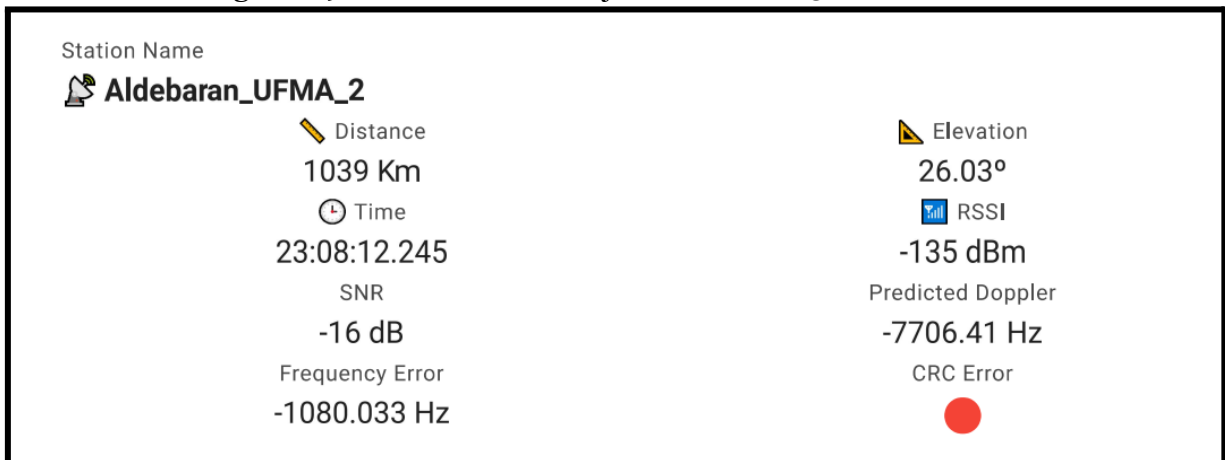 Station Name
Aldebaran_UFMA_2
Distance Elevation
1039 Km 26.03º
Time RSSI
23:08:12.245 -135 dBm
SNR Predicted Doppler
-16 dB -7706.41 Hz
Frequency Error CRC Error
-1080.033 Hz